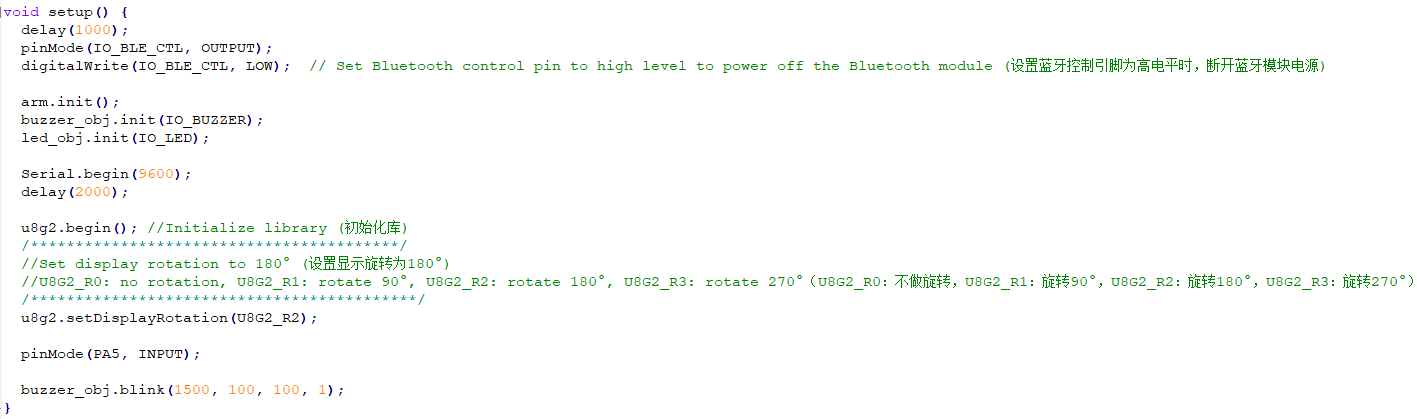 void setup() {
  delay(1000);
  pinMode(IO_BLE_CTL, OUTPUT);
  digitalWrite(IO_BLE_CTL, LOW);  // Set Bluetooth control pin to high level to power off the Bluetooth module (设置蓝牙控制引脚为高电平时，断开蓝牙模块电源)
  arm.init();
  buzzer_obj.init(IO_BUZZER);
  led_obj.init(IO_LED);
  Serial.begin(9600);
  delay(2000);
  u8g2.begin(); //Initialize library (初始化库)
  /*****************************************/
  //Set display rotation to 180° (设置显示旋转为180°)
  //U8G2_R0: no rotation, U8G2_R1: rotate 90°, U8G2_R2: rotate 180°, U8G2_R3: rotate 270°（U8G2_R0：不做旋转，U8G2_R1：旋转90°，U8G2_R2：旋转180°，U8G2_R3：旋转270°）
  /*******************************************/
  u8g2.setDisplayRotation(U8G2_R2);
  pinMode(PA5, INPUT);
  buzzer_obj.blink(1500, 100, 100, 1);
}